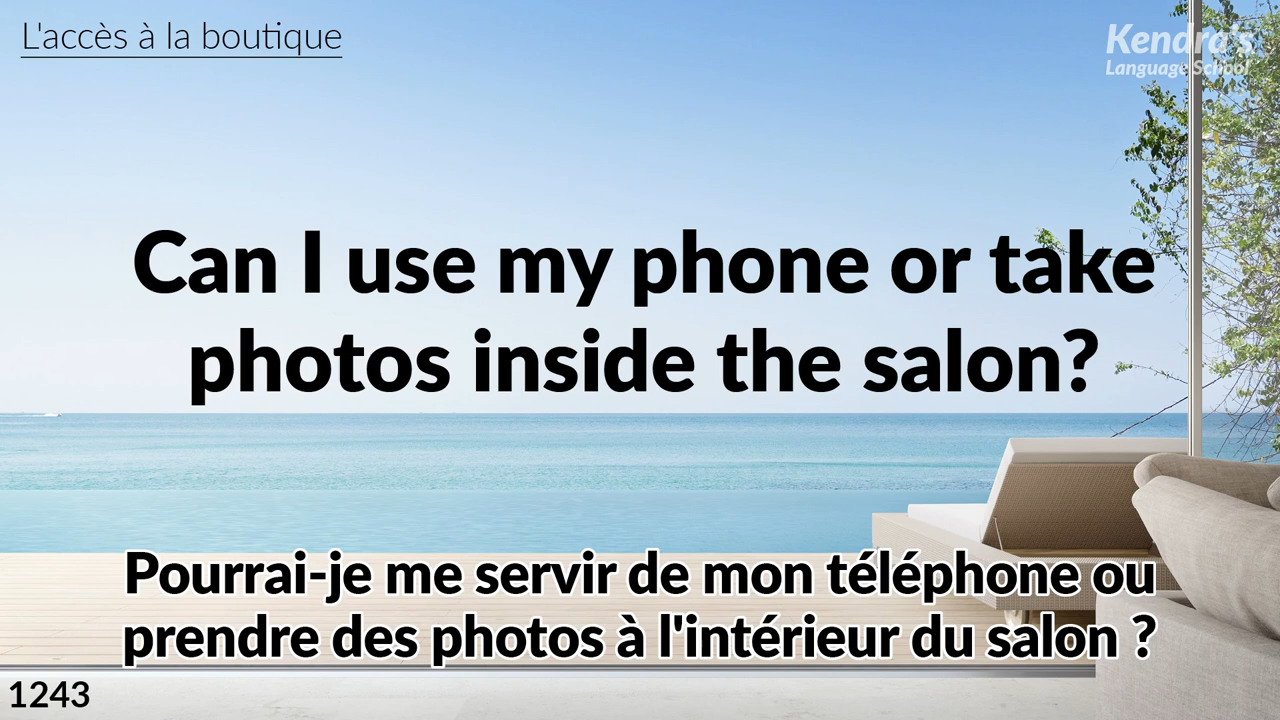 L'accès à la boutique
Kendra's
Language School
Can I use my phone or take
photos inside the salon?
Pourrai-je me servir de mon téléphone ou
prendre des photos à l'intérieur du salon ?
1243